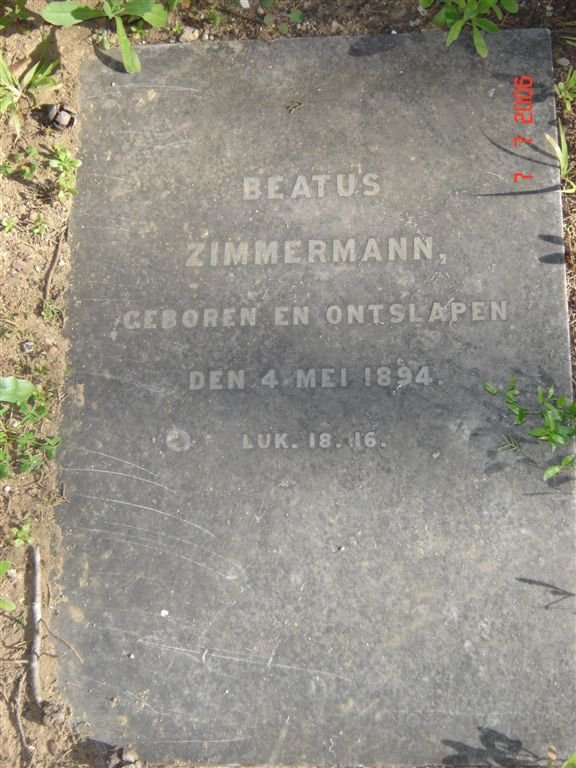 BEATUS
ZIMMERMANN,
GEBOREN EN ONTSLAPEN
DEN 4 MEI 1894
LUK. 18. 16.
7 7 2006